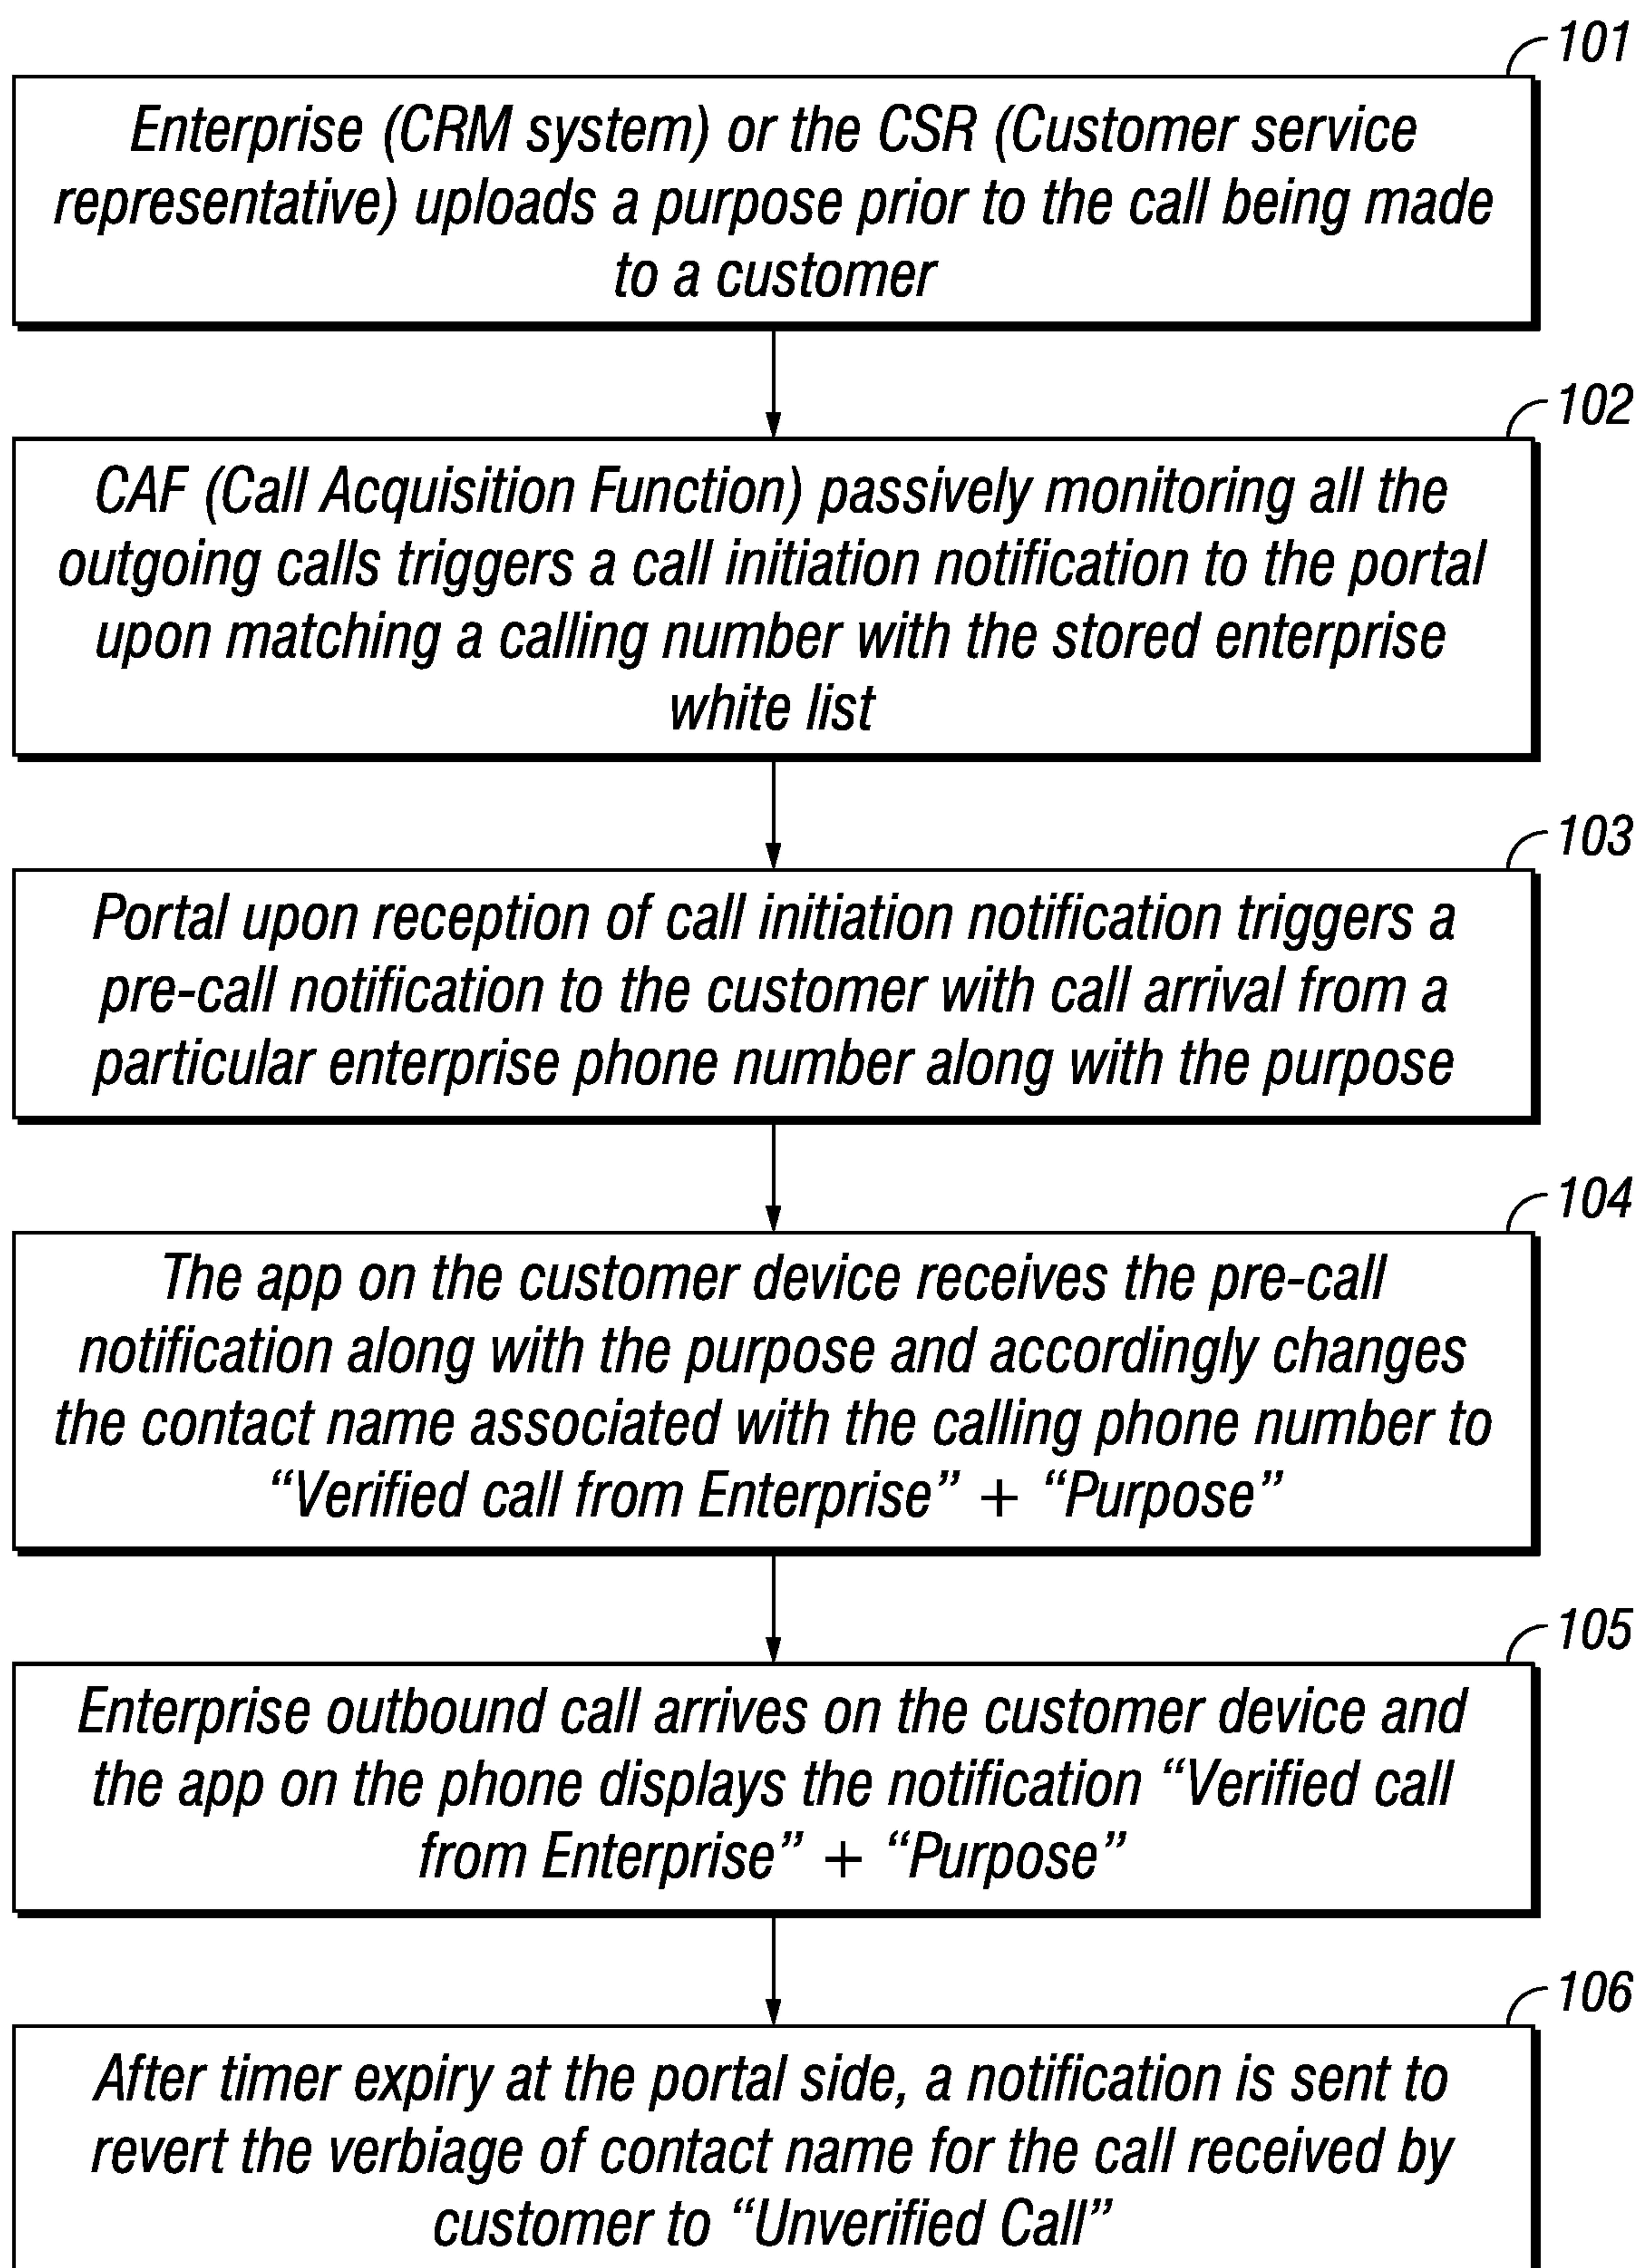 101
Enterprise (CRM system) or the CSR (Customer service
representative) uploads a purpose prior to the call being made
to a customer
102
CAF (Call Acquisition Function) passively monitoring all the
outgoing calls triggers a call initiation notification to the portal
upon matching a calling number with the stored enterprise
white list
103
Portal upon reception of call initiation notification triggers a
pre-call notification to the customer with call arrival from a
particular enterprise phone number along with the purpose
104
The app on the customer device receives the pre-call
notification along with the purpose and accordingly changes
the contact name associated with the calling phone number to
“Verified call from Enterprise” + “Purpose”
105
Enterprise outbound call arrives on the customer device and
the app on the phone displays the notification “Verified call
from Enterprise” + “Purpose”
106
After timer expiry at the portal side, a notification is sent to
revert the verbiage of contact name for the call received by
customer to “Unverified Call”